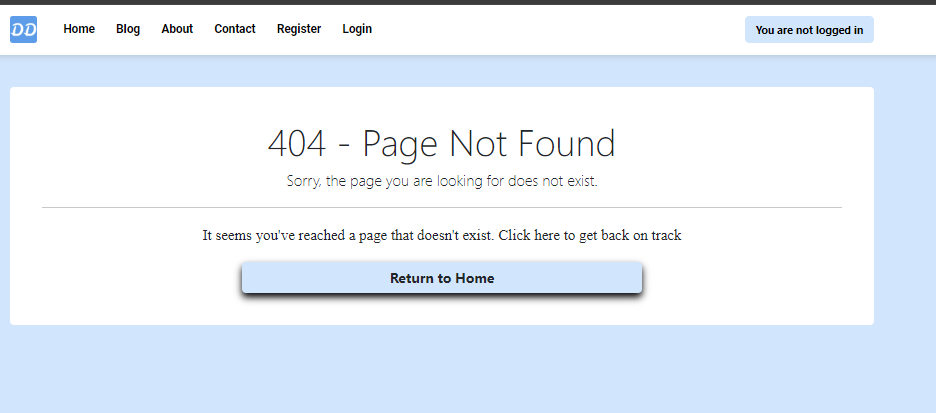 DD Home Blog About Contact Register Login You are not logged in
404 - Page Not Found
Sorry, the page you are looking for does not exist.
It seems you've reached a page that doesn't exist. Click here to get back on track
Return to Home